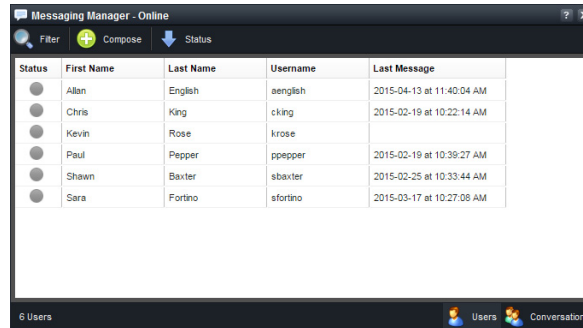 Messaging Manager - Online ?
Filter Compose Status
Status First Name Last Name Username Last Message
Allan English aenglish 2015-04-13 at 11:40:04 AM
Chris King cking 2015-02-19 at 10:22:14 AM
Kevin Rose krose
Paul Pepper ppepper 2015-02-19 at 10:39:27 AM
Shawn Baxter sbaxter 2015-02-25 at 10:33:44 AM
Sara Fortino sfortino 2015-03-17 at 10:27:08 AM
6 Users Users Conversation